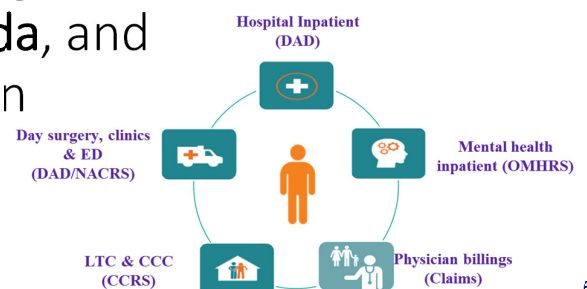 da, and
n
Hospital Inpatient
(DAD)
Day surgery, clinics
& ED
(DAD/NACRS)
Mental health
inpatient (OMHRS)
LTC & CCC
(CCRS)
Physician billings
(Claims)